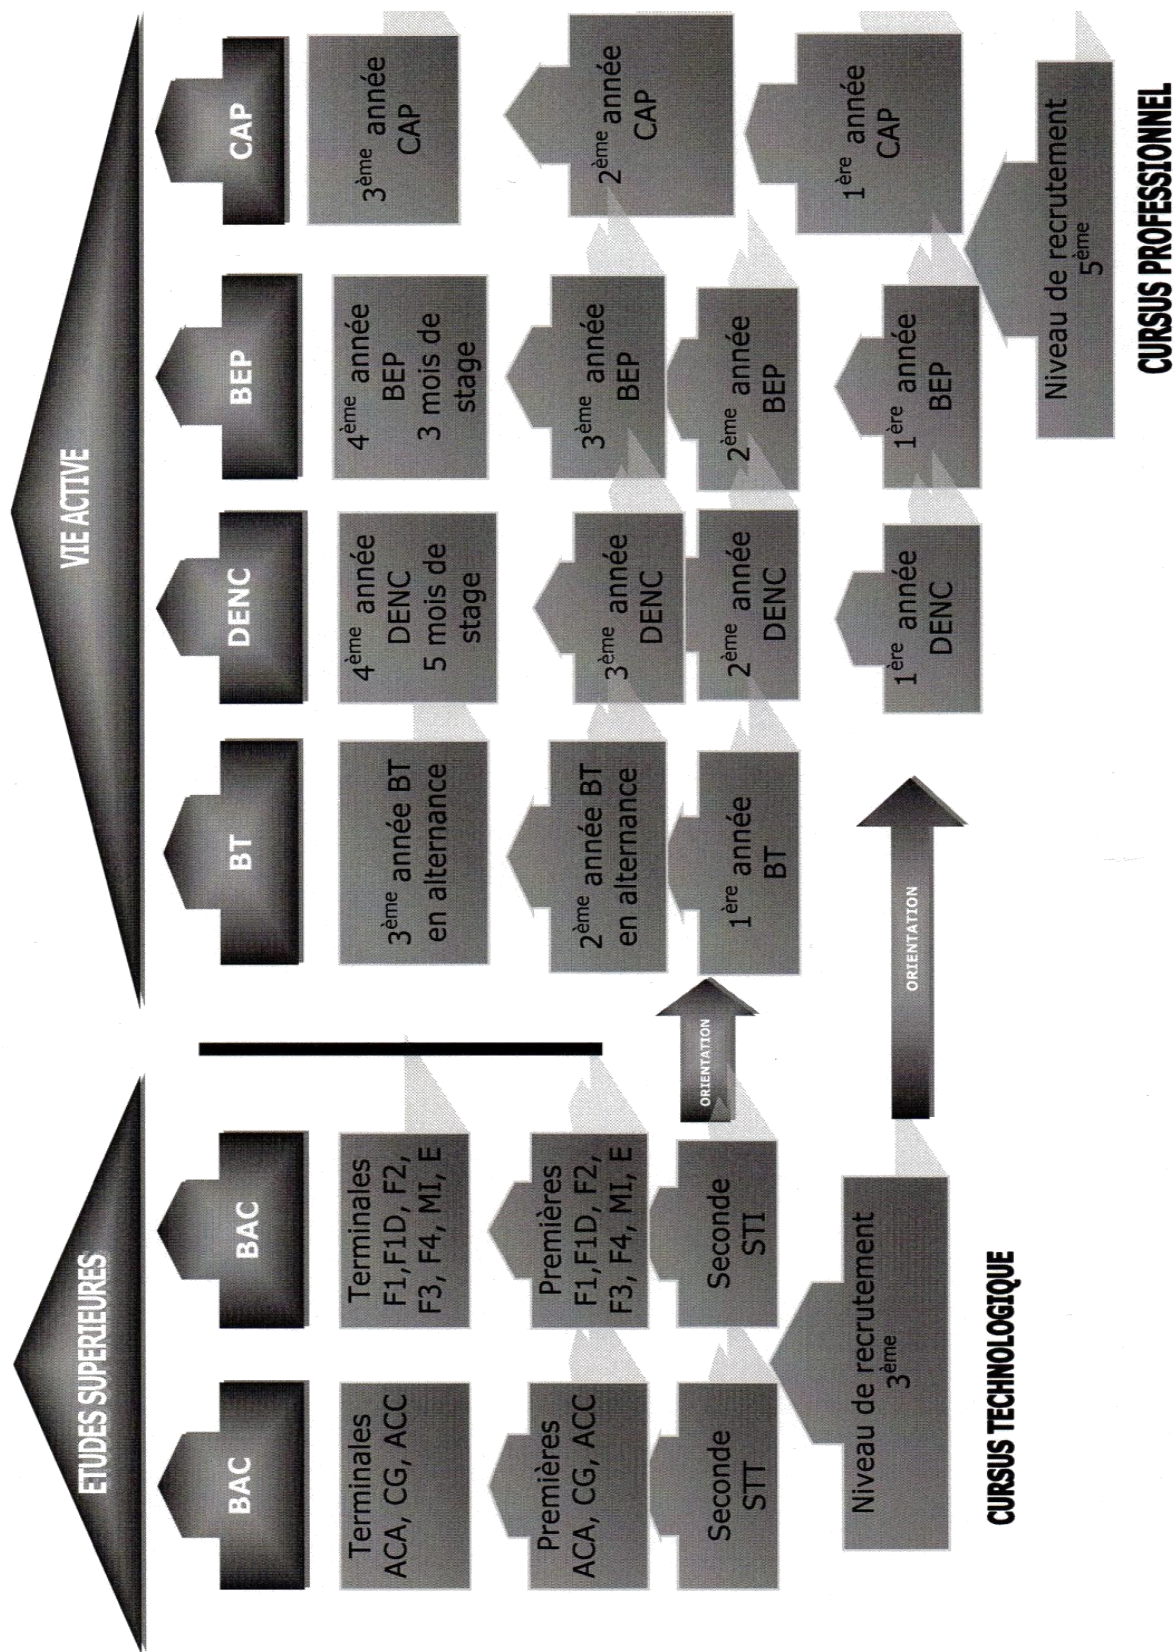 ETUDES SUPERIEURES
VIE ACTIVE
BAC
BAC
BT
DENC
BEP
CAP
Terminales
ACA, CG, ACC
Terminales
F1,F1D, F2,
F3, F4, MI, E
3ème année BT
en alternance
4ème année
DENC
5 mois de
stage
4ème année
BEP
3 mois de
stage
3ème année
CAP
Premières
ACA, CG, ACC
Premières
F1,F1D, F2,
F3, F4, MI, E
2ème année BT
en alternance
3ème année
DENC
3ème année
BEP
2ème année
CAP
Seconde
STT
Seconde
STI
ORIENTATION
1ère année
BT
2ème année
DENC
2ème année
BEP
1ère année
CAP
Niveau de recrutement
3ème
ORIENTATION
1ère année
DENC
1ère année
BEP
Niveau de recrutement
5ème
CURSUS TECHNOLOGIQUE
CURSUS PROFESSIONNEL